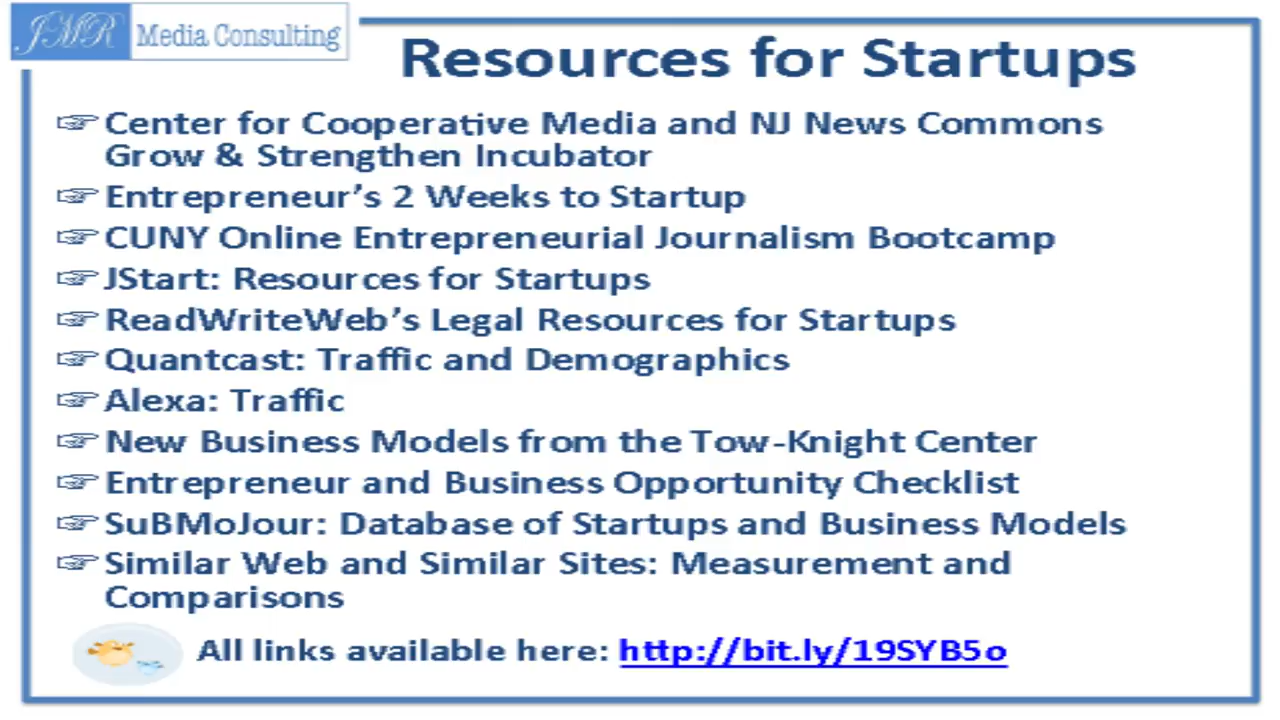 JMR Media Consulting
Resources for Startups
☞ Center for Cooperative Media and NJ News Commons
Grow & Strengthen Incubator
☞ Entrepreneur’s 2 Weeks to Startup
☞ CUNY Online Entrepreneurial Journalism Bootcamp
☞ JStart: Resources for Startups
☞ ReadWriteWeb’s Legal Resources for Startups
☞ Quantcast: Traffic and Demographics
☞ Alexa: Traffic
☞ New Business Models from the Tow-Knight Center
☞ Entrepreneur and Business Opportunity Checklist
☞ SuBMoJour: Database of Startups and Business Models
☞ Similar Web and Similar Sites: Measurement and
Comparisons
All links available here: http://bit.ly/19SYB5o